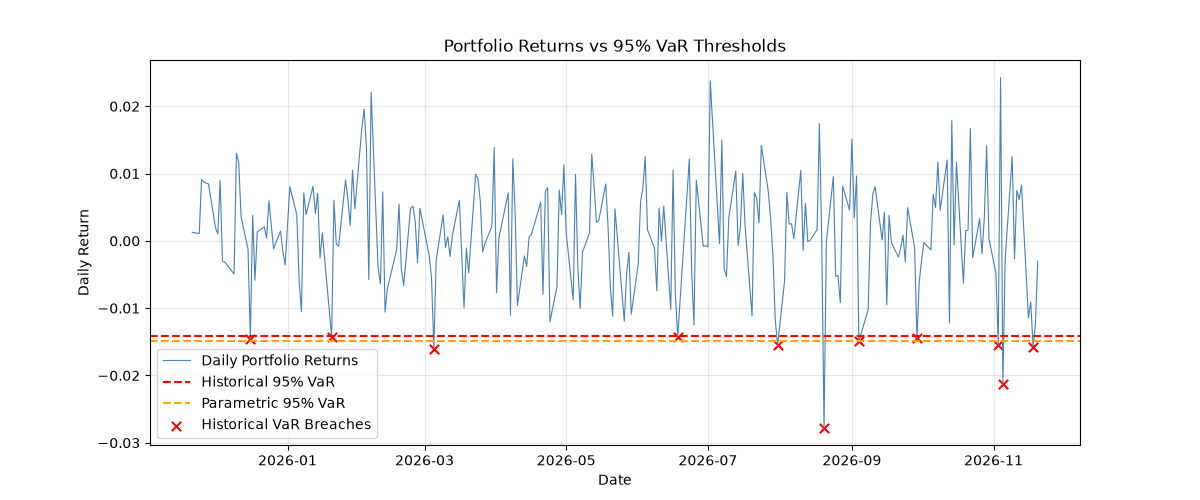 Portfolio Returns vs 95% VaR Thresholds
Daily Return
0.02
0.01
0.00
−0.01
−0.02
−0.03
Daily Portfolio Returns
Historical 95% VaR
Parametric 95% VaR
Historical VaR Breaches
2026-01
2026-03
2026-05
2026-07
2026-09
2026-11
Date